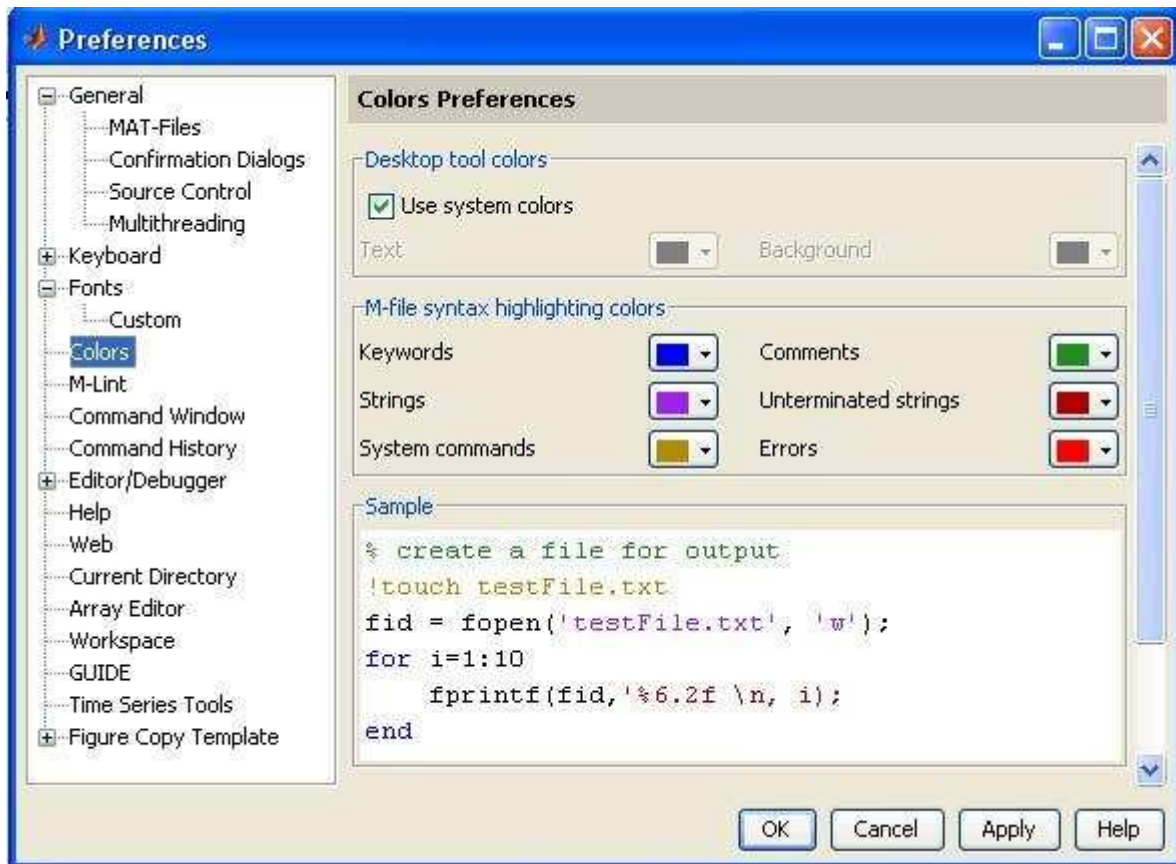 Preferences
General
MAT-Files
Confirmation Dialogs
Source Control
Multithreading
Keyboard
Fonts
Custom
Colors
M-Lint
Command Window
Command History
Editor/Debugger
Help
Web
Current Directory
Array Editor
Workspace
GUIDE
Time Series Tools
Figure Copy Template
Colors Preferences
Desktop tool colors
Use system colors
Text Background
M-file syntax highlighting colors
Keywords Comments
Strings Unterminated strings
System commands Errors
Sample
% create a file for output
!touch testFile.txt
fid = fopen('testFile.txt', 'w');
for i=1:10
fprintf(fid,'%6.2f \n, i);
end
OK Cancel Apply Help